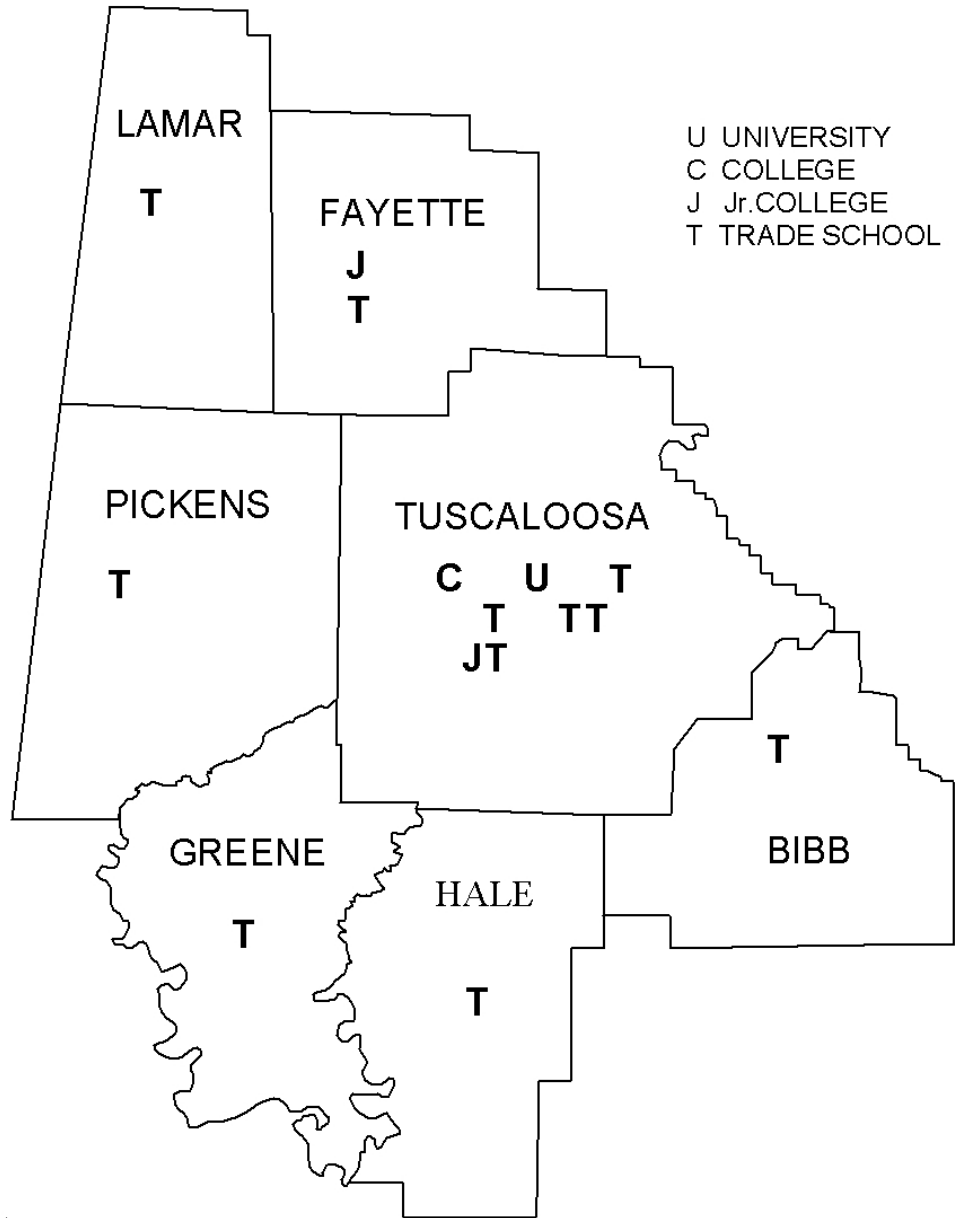 LAMAR
T
U UNIVERSITY
C COLLEGE
J Jr.COLLEGE
T TRADE SCHOOL
FAYETTE
J
T
PICKENS
T
TUSCALOOSA
C U T
T TT
JT
T
BIBB
GREENE
T
HALE
T